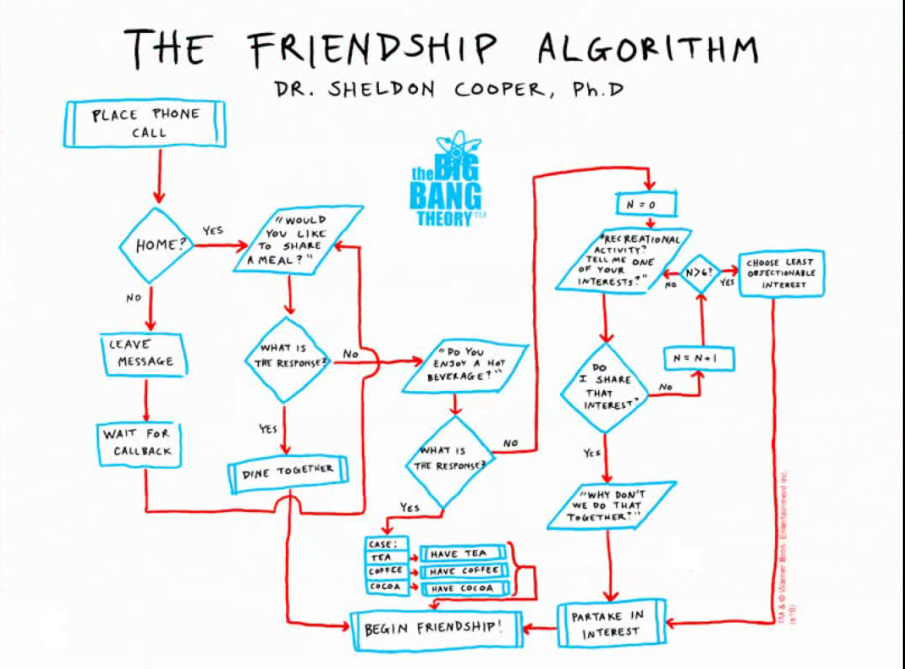 THE FRIENDSHIP ALGORITHM
DR. SHELDON COOPER, Ph.D
PLACE PHONE
CALL
the BIG
BANG
THEORY™
HOME?
YES
NO
"WOULD
YOU LIKE
TO SHARE
A MEAL?"
LEAVE
MESSAGE
WAIT FOR
CALLBACK
WHAT IS
THE RESPONSE?
NO
YES
DINE TOGETHER
"DO YOU
ENJOY A HOT
BEVERAGE?"
WHAT IS
THE RESPONSE?
NO
YES
CASE:
TEA
HAVE TEA
COFFEE
HAVE COFFEE
COCOA
HAVE COCOA
BEGIN FRIENDSHIP!
N = 0
"RECREATIONAL
ACTIVITY?
TELL ME ONE
OF YOUR
INTERESTS?"
N>6?
NO
YES
CHOOSE LEAST
OBJECTIONABLE
INTEREST
N = N+1
DO
I SHARE
THAT
INTEREST?
NO
YES
"WHY DON'T
WE DO THAT
TOGETHER?"
PARTAKE IN
INTEREST
TM & © Warner Bros. Entertainment Inc.
(s10)